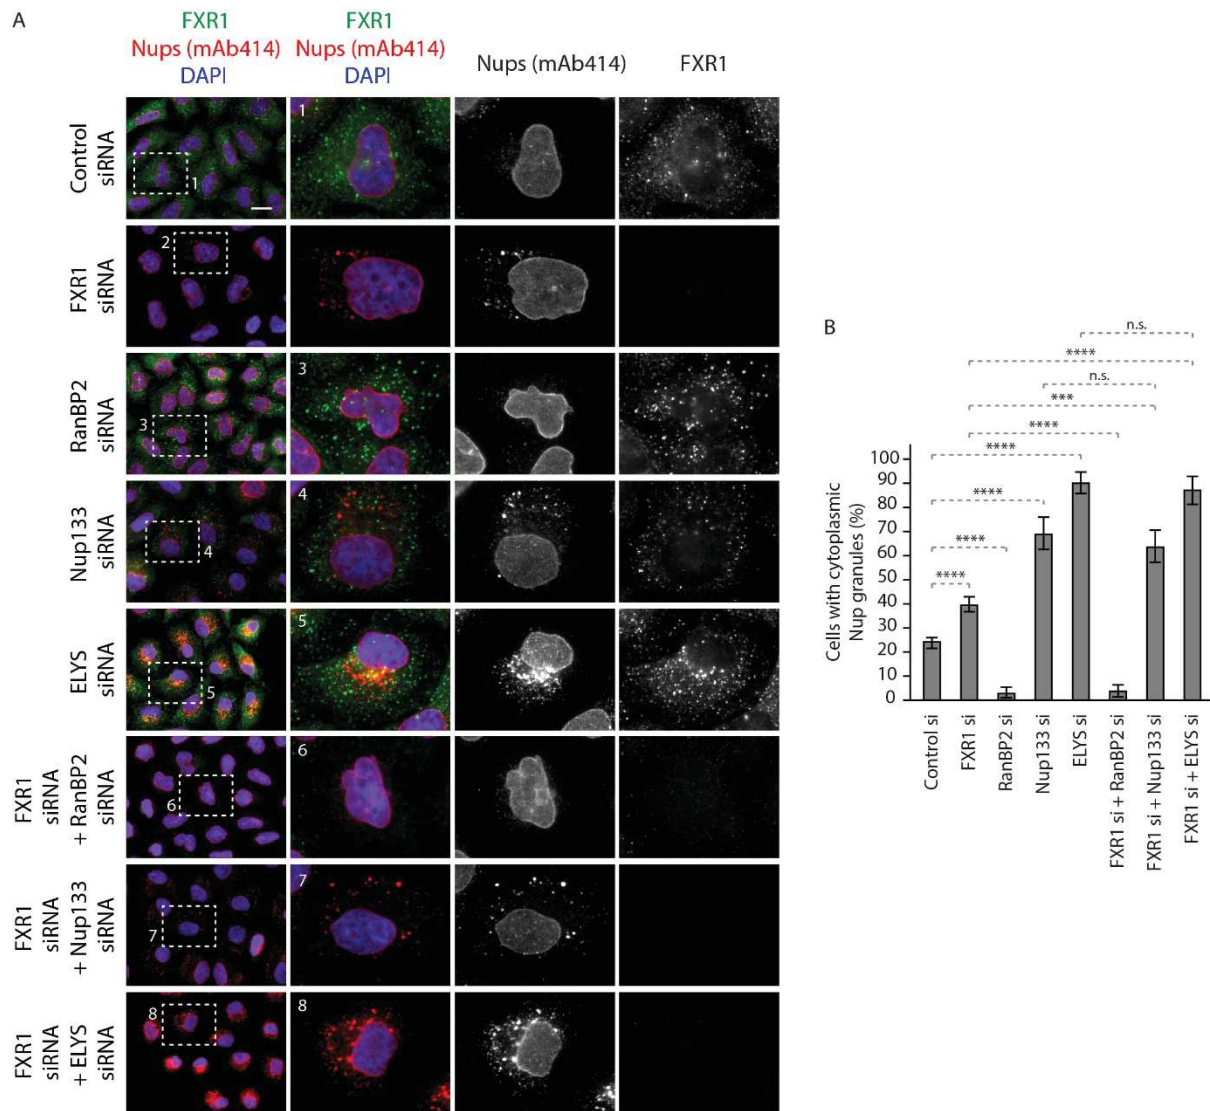 A
FXR1
Nups (mAb414)
DAPI
FXR1
Nups (mAb414)
DAPI
Nups (mAb414)
FXR1
Control
siRNA
1
1
FXR1
siRNA
2
RanBP2
siRNA
3
3
Nup133
siRNA
4
4
ELYS
siRNA
5
5
FXR1
siRNA
+ RanBP2
siRNA
6
6
FXR1
siRNA
+ Nup133
siRNA
7
7
FXR1
siRNA
+ ELYS
siRNA
8
8
B
n.s.
****
n.s.
***
****
****
****
****
****
Cells with cytoplasmic
Nup granules (%)
100
90
80
70
60
50
40
30
20
10
0
Control si
FXR1 si
RanBP2 si
Nup133 si
ELYS si
FXR1 si + RanBP2 si
FXR1 si + Nup133 si
FXR1 si + ELYS si